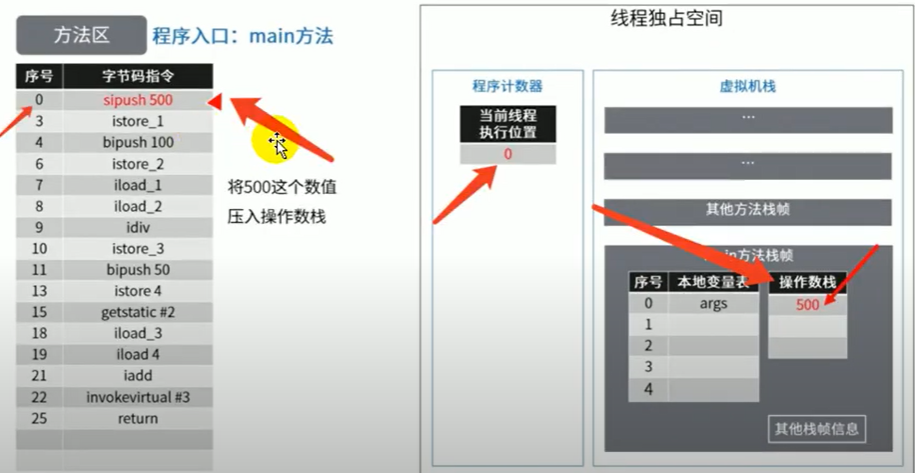 方法区 程序入口：main方法
序号 字节码指令
0 sipush 500
3 istore_1
4 bipush 100
6 istore_2
7 iload_1
8 iload_2
9 idiv
10 istore_3
11 bipush 50
13 istore 4
15 getstatic #2
18 iload_3
19 iload 4
21 iadd
22 invokevirtual #3
25 return
将500这个数值
压入操作数栈
线程独占空间
程序计数器
当前线程
执行位置
0
虚拟机栈
...
...
其他方法栈帧
main方法栈帧
序号 本地变量表
0 args
1
2
3
4
操作数栈
500
其他栈帧信息